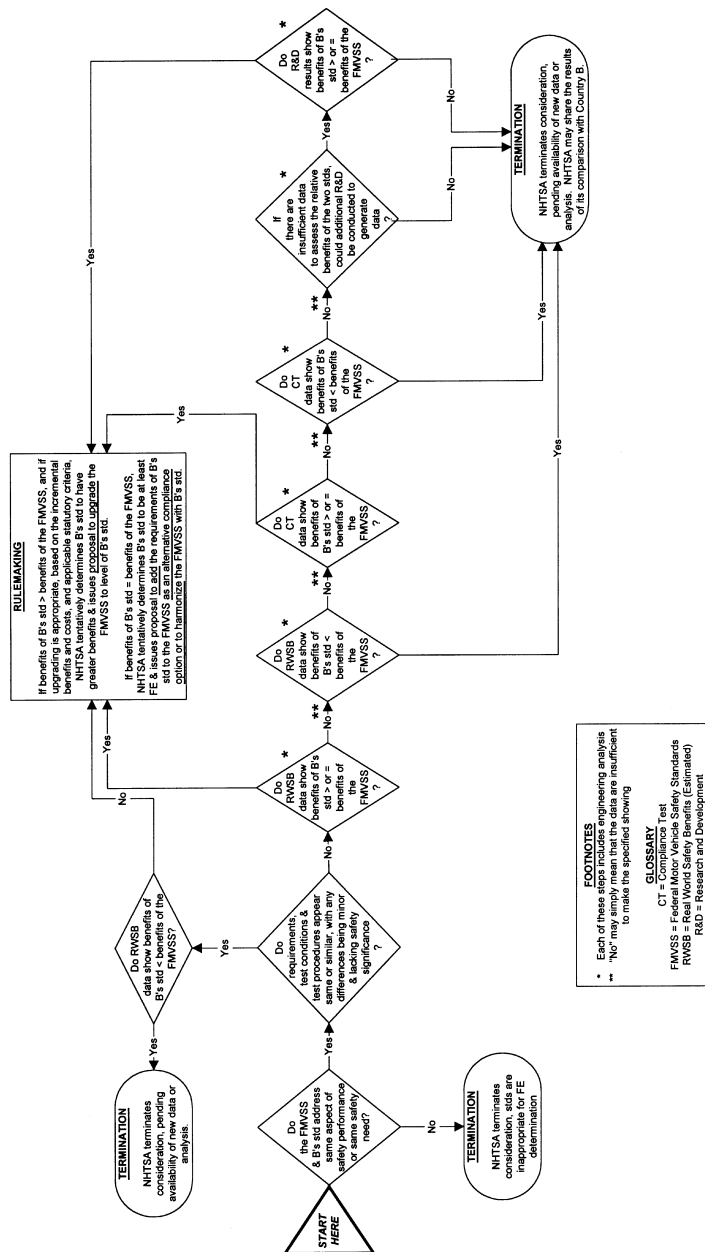 START
HERE
Do
the FMVSS
& B's std address
same aspect of
safety performance
or same safety
need?
No
TERMINATION
NHTSA terminates
consideration, stds are
inappropriate for FE
determination
Yes
Do
requirements,
test conditions &
test procedures appear
same or similar, with any
differences being minor
& lacking safety
significance
?
Yes
Do RWSB
data show benefits of
B's std < benefits of the
FMVSS?
Yes
TERMINATION
NHTSA terminates
consideration, pending
availability of new data or
analysis.
No
No
Do
RWSB
data show
benefits of B's
std > or =
benefits of
the
FMVSS
?
*
Yes
No
**
Do
RWSB
data show
benefits of
B's std <
benefits of
the
FMVSS
?
*
Yes
No
**
Do
CT
data show
benefits of
B's std > or =
benefits of
the
FMVSS
?
*
Yes
No
**
Do
CT
data show
benefits of B's
std < benefits
of the
FMVSS
?
*
Yes
No
**
If
there are
insufficient data
to assess the relative
benefits of the two stds,
could additional R&D
be conducted to
generate
data
?
*
No
Yes
Do
R&D
results show
benefits of B's
std > or =
benefits of the
FMVSS
?
*
No
Yes
RULEMAKING
If benefits of B's std > benefits of the FMVSS, and if
upgrading is appropriate, based on the incremental
benefits and costs, and applicable statutory criteria,
NHTSA tentatively determines B's std to have
greater benefits & issues proposal to upgrade the
FMVSS to level of B's std.
If benefits of B's std = benefits of the FMVSS,
NHTSA tentatively determines B's std to be at least
FE & issues proposal to add the requirements of B's
std to the FMVSS as an alternative compliance
option or to harmonize the FMVSS with B's std.
TERMINATION
NHTSA terminates consideration,
pending availability of new data or
analysis. NHTSA may share the results
of its comparison with Country B.
FOOTNOTES
* Each of these steps includes engineering analysis
** "No" may simply mean that the data are insufficient
to make the specified showing
GLOSSARY
CT = Compliance Test
FMVSS = Federal Motor Vehicle Safety Standards
RWSB = Real World Safety Benefits (Estimated)
R&D = Research and Development